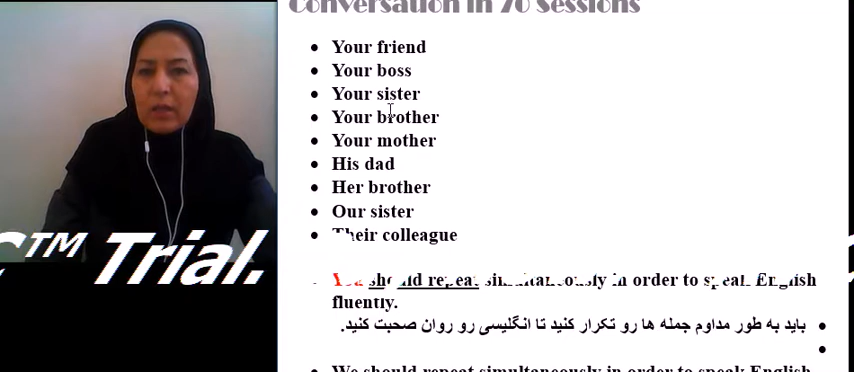 Conversation in 70 Sessions
Your friend
Your boss
Your sister
Your brother
Your mother
His dad
Her brother
Our sister
Their colleague
You should repeat simultaneously in order to speak English
fluently.
باید به طور مداوم جمله ها رو تکرار کنید تا انگلیسی رو روان صحبت کنید.
We should repeat simultaneously in order to speak English
C™ Trial.